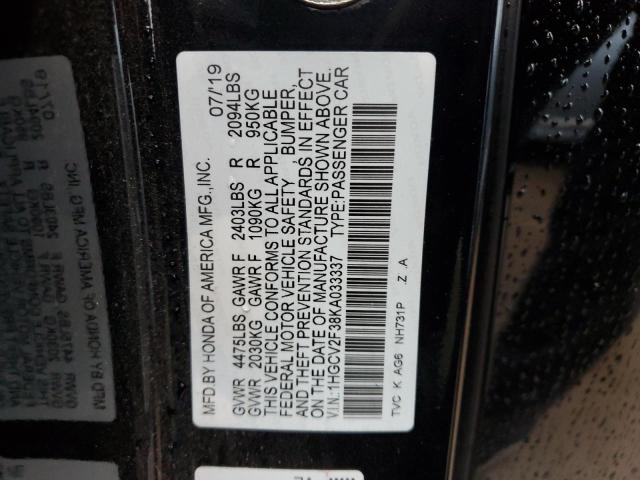 MFD.BY HONDA OF AMERICA MFG.,INC. 07/'19
GVWR 4475LBS GAWR F 2403LBS R 2094LBS
GVWR 2030KG GAWR F 1090KG R 950KG
THIS VEHICLE CONFORMS TO ALL APPLICABLE
FEDERAL MOTOR VEHICLE SAFETY , BUMPER,
AND THEFT PREVENTION STANDARDS IN EFFECT
ON THE DATE OF MANUFACTURE SHOWN ABOVE.
V.I.N.:1HGCV2F38KA033337 TYPE:PASSENGER CAR
TVC K AG6 NH731P Z A